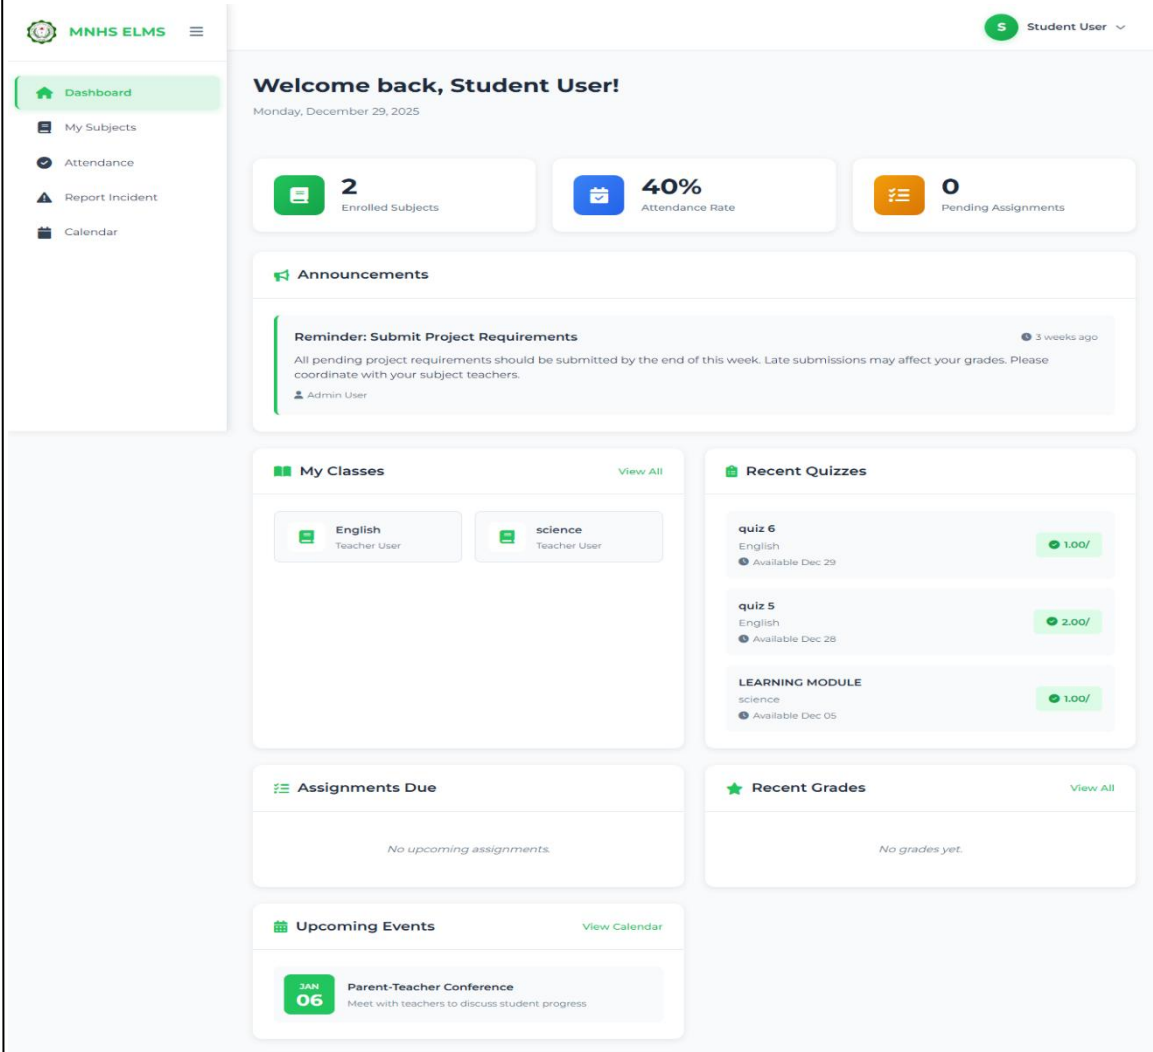 MNHS ELMS
S Student User
Dashboard
My Subjects
Attendance
Report Incident
Calendar
Welcome back, Student User!
Monday, December 29, 2025
2
Enrolled Subjects
40%
Attendance Rate
0
Pending Assignments
Announcements
Reminder: Submit Project Requirements
3 weeks ago
All pending project requirements should be submitted by the end of this week. Late submissions may affect your grades. Please
coordinate with your subject teachers.
Admin User
My Classes
View All
English
Teacher User
science
Teacher User
Recent Quizzes
quiz 6
English
Available Dec 29
1.00/
quiz 5
English
Available Dec 28
2.00/
LEARNING MODULE
science
Available Dec 05
1.00/
Assignments Due
No upcoming assignments.
Recent Grades
View All
No grades yet.
Upcoming Events
View Calendar
JAN
06
Parent-Teacher Conference
Meet with teachers to discuss student progress